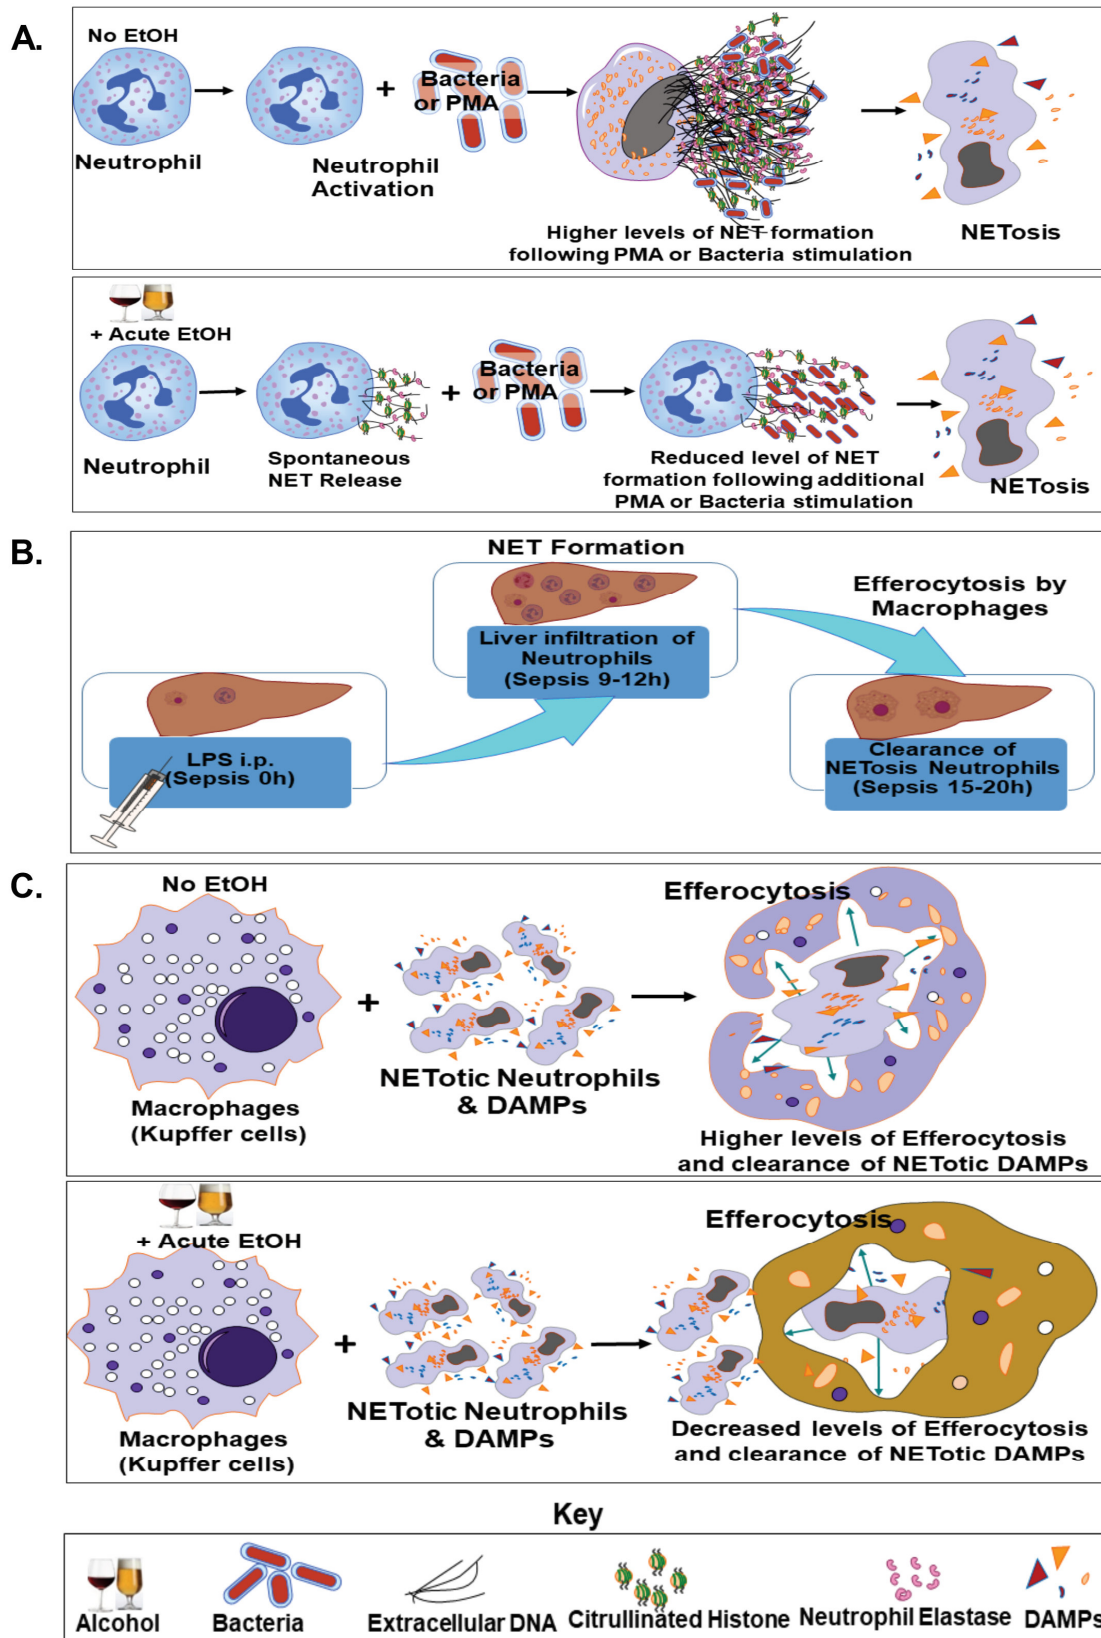 A.
No EtOH
Neutrophil
Neutrophil
Activation
+
Bacteria
or PMA
Higher levels of NET formation
following PMA or Bacteria stimulation
NETosis
+ Acute EtOH
Neutrophil
Spontaneous
NET Release
+
Bacteria
or PMA
Reduced level of NET
formation following additional
PMA or Bacteria stimulation
NETosis
B.
NET Formation
Efferocytosis by
Macrophages
LPS i.p.
(Sepsis 0h)
Liver infiltration of
Neutrophils
(Sepsis 9-12h)
Clearance of
NETosis Neutrophils
(Sepsis 15-20h)
C.
No EtOH
Macrophages
(Kupffer cells)
+
NETotic Neutrophils
& DAMPs
Efferocytosis
Higher levels of Efferocytosis
and clearance of NETotic DAMPs
+ Acute EtOH
Macrophages
(Kupffer cells)
+
NETotic Neutrophils
& DAMPs
Efferocytosis
Decreased levels of Efferocytosis
and clearance of NETotic DAMPs
Key
Alcohol
Bacteria
Extracellular DNA
Citrullinated Histone
Neutrophil Elastase
DAMPs